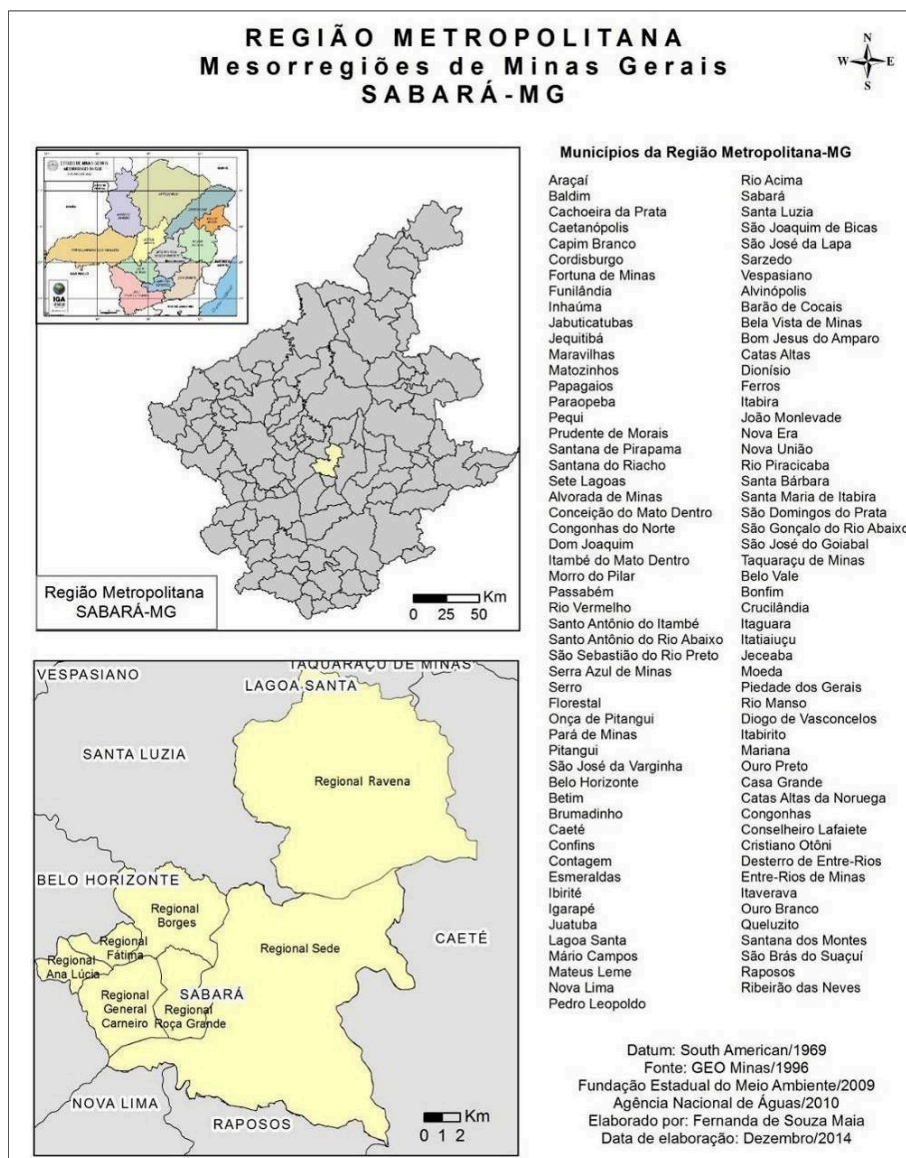 REGIÃO METROPOLITANA
Mesorregiões de Minas Gerais
SABARÁ-MG
N
W
E
S
IGA
Região Metropolitana
SABARÁ-MG
Km
0 25 50
Municípios da Região Metropolitana-MG
Araçaí
Baldim
Cachoeira da Prata
Caetanópolis
Capim Branco
Cordisburgo
Fortuna de Minas
Funilândia
Inhaúma
Jabuticatubas
Jequitibá
Maravilhas
Matozinhos
Papagaios
Paraopeba
Pequi
Prudente de Morais
Santana de Pirapama
Santana do Riacho
Sete Lagoas
Alvorada de Minas
Conceição do Mato Dentro
Congonhas do Norte
Dom Joaquim
Itambé do Mato Dentro
Morro do Pilar
Passabém
Rio Vermelho
Santo Antônio do Itambé
Santo Antônio do Rio Abaixo
São Sebastião do Rio Preto
Serra Azul de Minas
Serro
Florestal
Onça de Pitangui
Pará de Minas
Pitangui
São José da Varginha
Belo Horizonte
Betim
Brumadinho
Caeté
Confins
Contagem
Esmeraldas
Ibirité
Igarapé
Juatuba
Lagoa Santa
Mário Campos
Mateus Leme
Nova Lima
Pedro Leopoldo
Rio Acima
Sabará
Santa Luzia
São Joaquim de Bicas
São José da Lapa
Sarzedo
Vespasiano
Alvinópolis
Barão de Cocais
Bela Vista de Minas
Bom Jesus do Amparo
Catas Altas
Dionísio
Ferros
Itabira
João Monlevade
Nova Era
Nova União
Rio Piracicaba
Santa Bárbara
Santa Maria de Itabira
São Domingos do Prata
São Gonçalo do Rio Abaixo
São José do Goiabal
Taquaraçu de Minas
Belo Vale
Bonfim
Crucilândia
Itaguara
Itatiaiuçu
Jeceaba
Moeda
Piedade dos Gerais
Rio Manso
Diogo de Vasconcelos
Itabirito
Mariana
Ouro Preto
Casa Grande
Catas Altas da Noruega
Congonhas
Conselheiro Lafaiete
Cristiano Otôni
Desterro de Entre-Rios
Entre-Rios de Minas
Itaverava
Ouro Branco
Queluzito
Santana dos Montes
São Brás do Suaçuí
Raposos
Ribeirão das Neves
VESPASIANO
TAQUARAÇU DE MINAS
LAGOA SANTA
SANTA LUZIA
Regional Ravena
BELO HORIZONTE
Regional
Borges
Regional
Fátima
Regional
Ana Lúcia
Regional Sede
CAETÉ
SABARÁ
Regional
General
Carneiro
Regional
Roça Grande
NOVA LIMA
RAPOSOS
Km
0 1 2
Datum: South American/1969
Fonte: GEO Minas/1996
Fundação Estadual do Meio Ambiente/2009
Agência Nacional de Águas/2010
Elaborado por: Fernanda de Souza Maia
Data de elaboração: Dezembro/2014